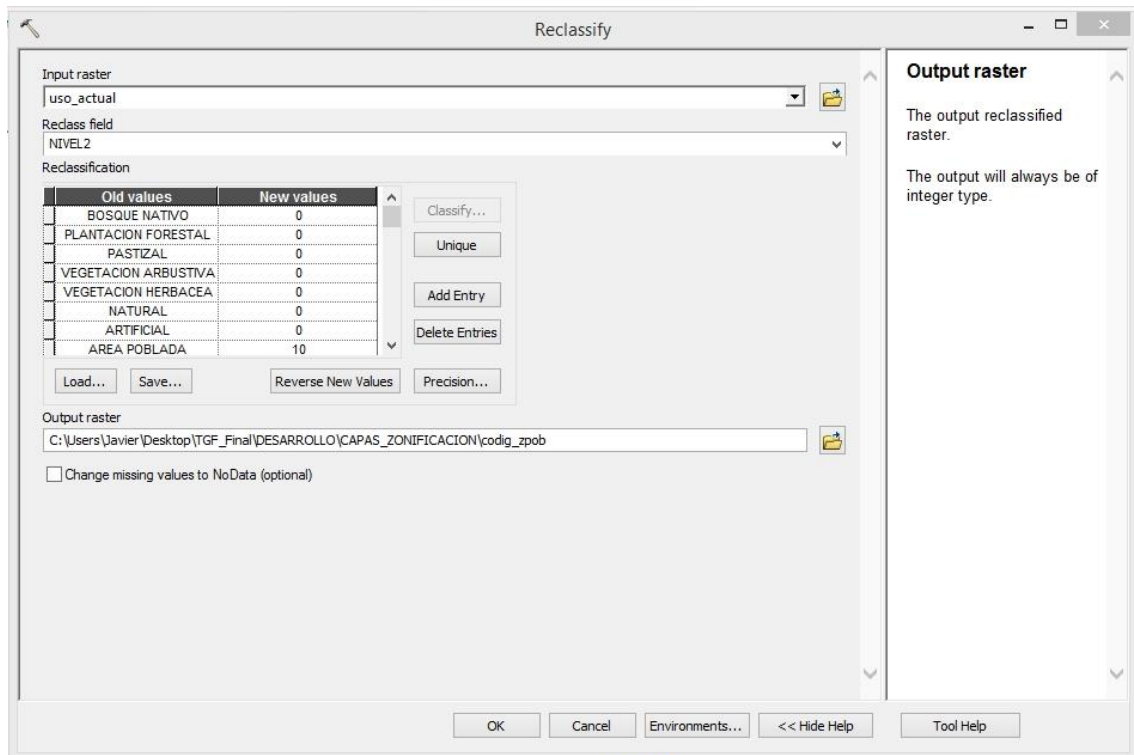 Reclassify
Input raster
uso_actual
Reclass field
NIVEL2
Reclassification
Old values New values
BOSQUE NATIVO 0
PLANTACION FORESTAL 0
PASTIZAL 0
VEGETACION ARBUSTIVA 0
VEGETACION HERBACEA 0
NATURAL 0
ARTIFICIAL 0
AREA POBLADA 10
Classify...
Unique
Add Entry
Delete Entries
Load... Save... Reverse New Values Precision...
Output raster
C:\Users\Javier\Desktop\TGF_Final\DESARROLLO\CAPAS_ZONIFICACION\codig_zpob
Change missing values to NoData (optional)
OK Cancel Environments... << Hide Help Tool Help
Output raster
The output reclassified
raster.
The output will always be of
integer type.